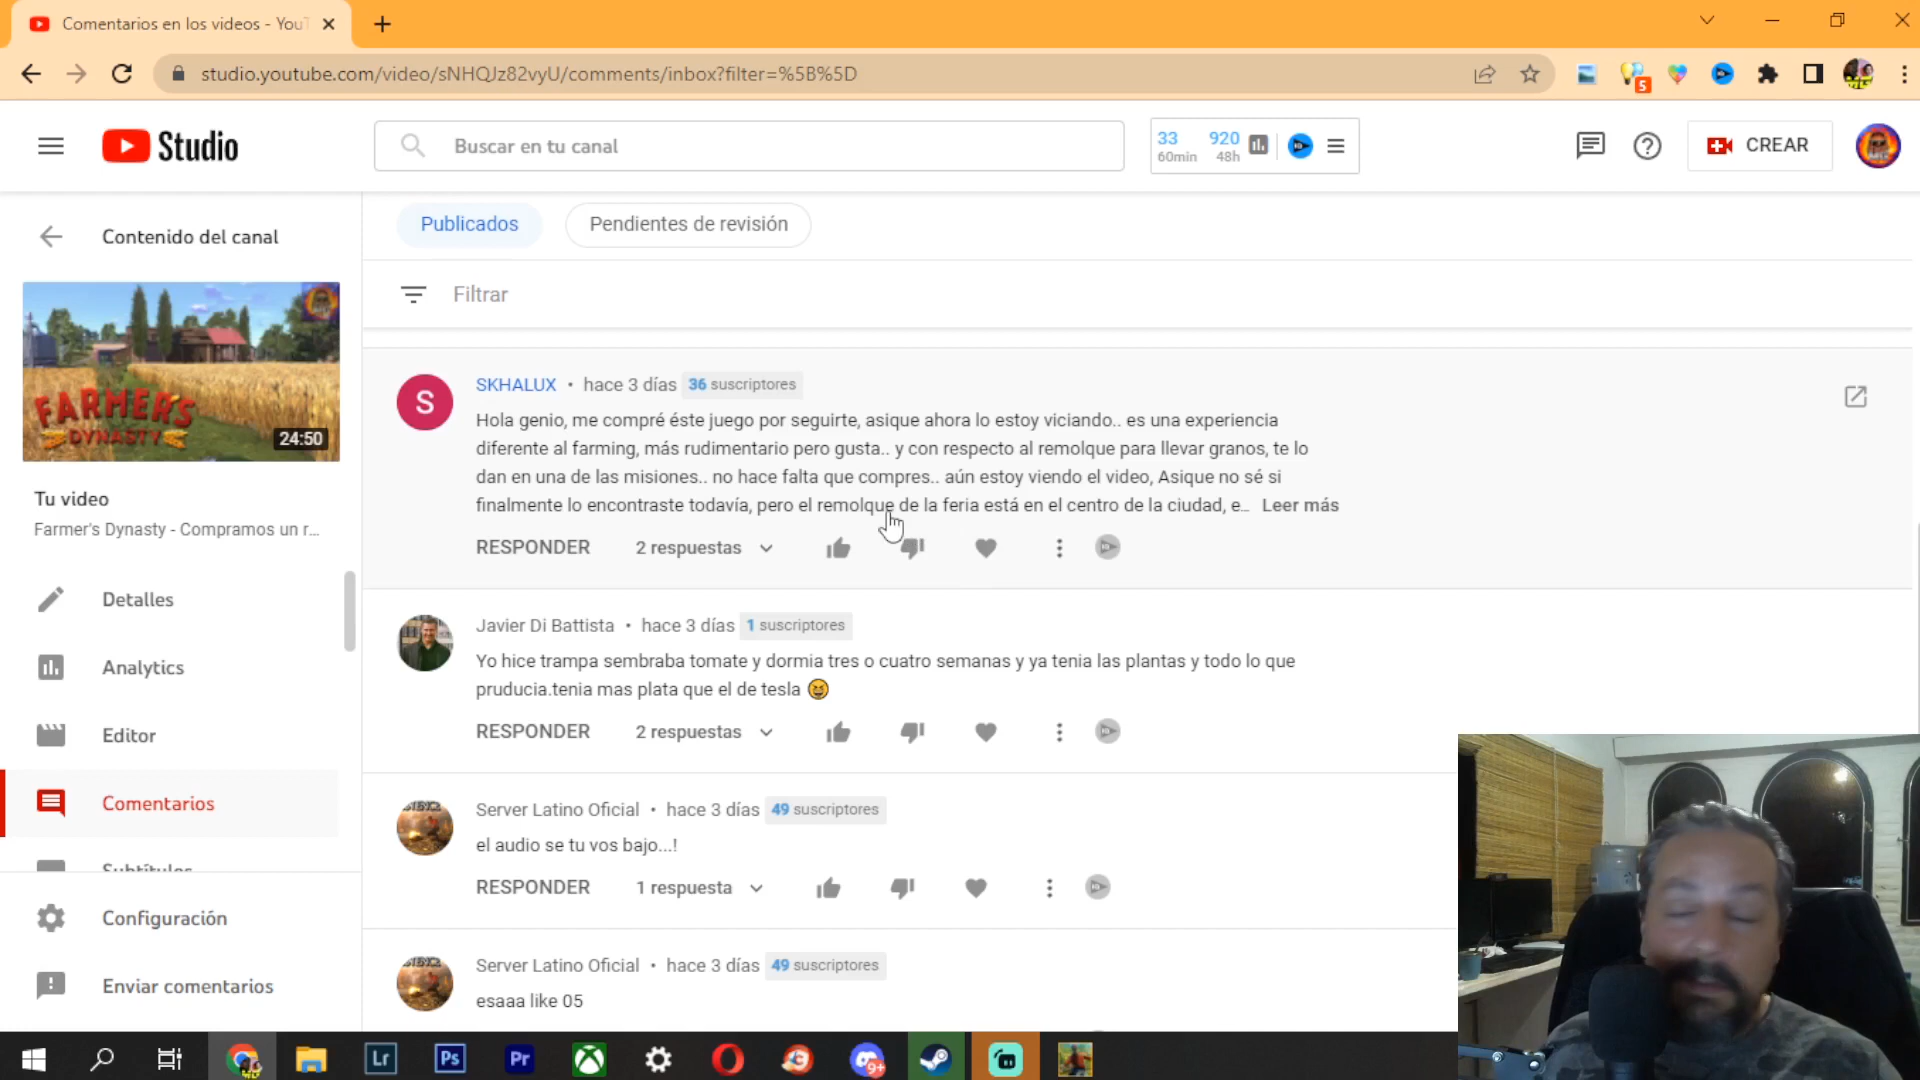 Comentarios en los videos - YouT
studio.youtube.com/video/sNHQJz82vyU/comments/inbox?filter=%5B%5D
5
Studio
Buscar en tu canal
33 920
60min 48h
CREAR
Contenido del canal
Publicados
Pendientes de revisión
Filtrar
FARMER'S
DYNASTY
24:50
Tu video
Farmer's Dynasty - Compramos un r...
Detalles
Analytics
Editor
Comentarios
Subtítulos
Configuración
Enviar comentarios
S
SKHALUX • hace 3 días 36 suscriptores
Hola genio, me compré éste juego por seguirte, asique ahora lo estoy viciando.. es una experiencia
diferente al farming, más rudimentario pero gusta.. y con respecto al remolque para llevar granos, te lo
dan en una de las misiones.. no hace falta que compres.. aún estoy viendo el video, Asique no sé si
finalmente lo encontraste todavía, pero el remolque de la feria está en el centro de la ciudad, e... Leer más
RESPONDER 2 respuestas
Javier Di Battista • hace 3 días 1 suscriptores
Yo hice trampa sembraba tomate y dormia tres o cuatro semanas y ya tenia las plantas y todo lo que
pruducia.tenia mas plata que el de tesla 😆
RESPONDER 2 respuestas
Server Latino Oficial • hace 3 días 49 suscriptores
el audio se tu vos bajo...!
RESPONDER 1 respuesta
Server Latino Oficial • hace 3 días 49 suscriptores
esaaa like 05
Lr
Ps
Pr
9+